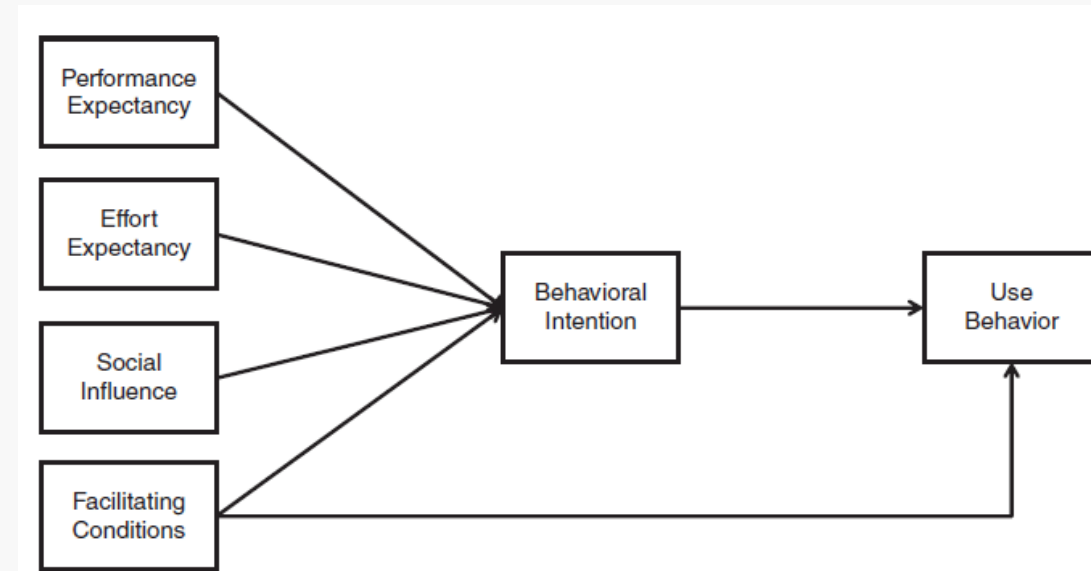 Performance
Expectancy
Effort
Expectancy
Social
Influence
Facilitating
Conditions
Behavioral
Intention
Use
Behavior